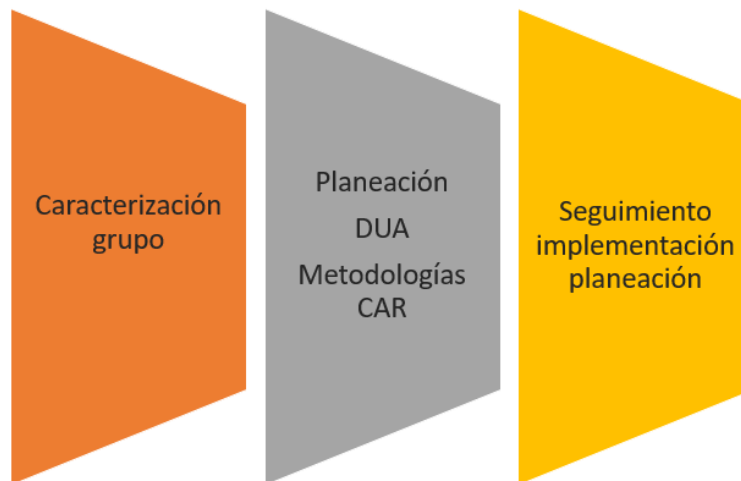 Caracterización
grupo
Planeación
DUA
Metodologías
CAR
Seguimiento
implementación
planeación